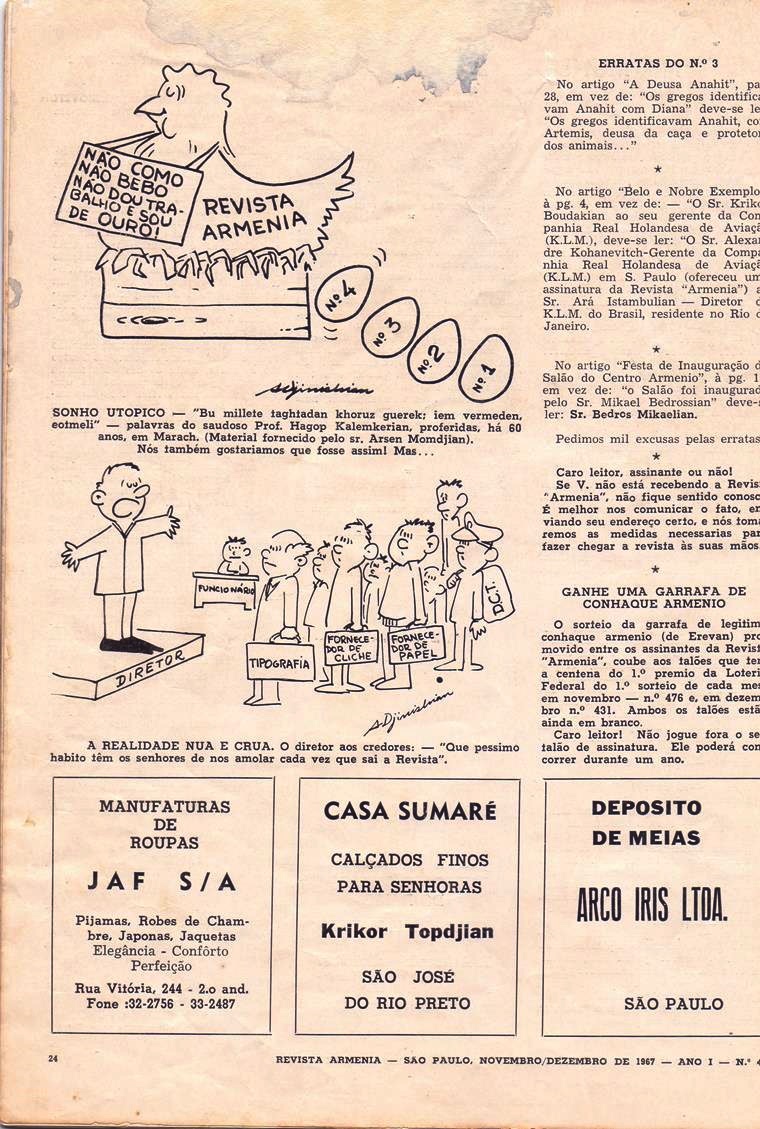 NÃO COMO
NÃO BEBO
NÃO DOU TRA-
BALHO E SOU
DE OURO!
REVISTA
ARMENIA
Nº 4
Nº 3
Nº 2
Nº 1
SONHO UTOPICO — "Bu millete taghtadan khoruz guerek; iem vermeden,
eotmeli" — palavras do saudoso Prof. Hagop Kalemkerian, proferidas, há 60
anos, em Marach. (Material fornecido pelo sr. Arsen Momdjian).
Nós também gostariamos que fosse assim! Mas...
DIRETOR
FUNCIONÁRIO
TIPOGRAFIA
FORNECE-
DOR DE
CLICHE
FORNECE-
DOR DE
PAPEL
D.C.T.
S.Djinishian
A REALIDADE NUA E CRUA. O diretor aos credores: — "Que pessimo
habito têm os senhores de nos amolar cada vez que sai a Revista".
ERRATAS DO N.º 3
No artigo "A Deusa Anahit", pa
28, em vez de: "Os gregos identifica
vam Anahit com Diana" deve-se le
"Os gregos identificavam Anahit, co
Artemis, deusa da caça e protetor
dos animais..."
*
No artigo "Belo e Nobre Exemplo
à pg. 4, em vez de: — "O Sr. Kriko
Boudakian ao seu gerente da Com
panhia Real Holandesa de Aviaçã
(K.L.M.), deve-se ler: "O Sr. Alexa
dre Kohanevitch-Gerente da Compa
nhia Real Holandesa de Aviaçã
(K.L.M.) em S. Paulo (ofereceu um
assinatura da Revista "Armenia") a
Sr. Ará Istambulian — Diretor d
K.L.M. do Brasil, residente no Rio d
Janeiro.
*
No artigo "Festa de Inauguração d
Salão do Centro Armenio", à pg. 1
em vez de: "o Salão foi inaugurad
pelo Sr. Mikael Bedrossian" deve-s
ler: Sr. Bedros Mikaelian.
Pedimos mil excusas pelas erratas
*
Caro leitor, assinante ou não!
Se V. não está recebendo a Revis
"Armenia", não fique sentido conosc
É melhor nos comunicar o fato, en
viando seu endereço certo, e nós toma
remos as medidas necessarias par
fazer chegar a revista às suas mãos
*
GANHE UMA GARRAFA DE
CONHAQUE ARMENIO
O sorteio da garrafa de legitim
conhaque armenio (de Erevan) pro
movido entre os assinantes da Revist
"Armenia", coube aos talões que ter
a centena do 1.º premio da Loteri
Federal do 1.º sorteio de cada mes
em novembro — n.º 476 e, em dezem
bro n.º 431. Ambos os talões estã
ainda em branco.
Caro leitor! Não jogue fora o se
talão de assinatura. Ele poderá con
correr durante um ano.
MANUFATURAS
DE
ROUPAS
JAF S/A
Pijamas, Robes de Cham-
bre, Japonas, Jaquetas
Elegância - Confôrto
Perfeição
Rua Vitória, 244 - 2.o and.
Fone :32-2756 - 33-2487
CASA SUMARÉ
CALÇADOS FINOS
PARA SENHORAS
Krikor Topdjian
SÃO JOSÉ
DO RIO PRETO
DEPOSITO
DE MEIAS
ARCO IRIS LTDA.
SÃO PAULO
24
REVISTA ARMENIA — SAO PAULO, NOVEMBRO/DEZEMBRO DE 1967 — ANO I — N.º 4